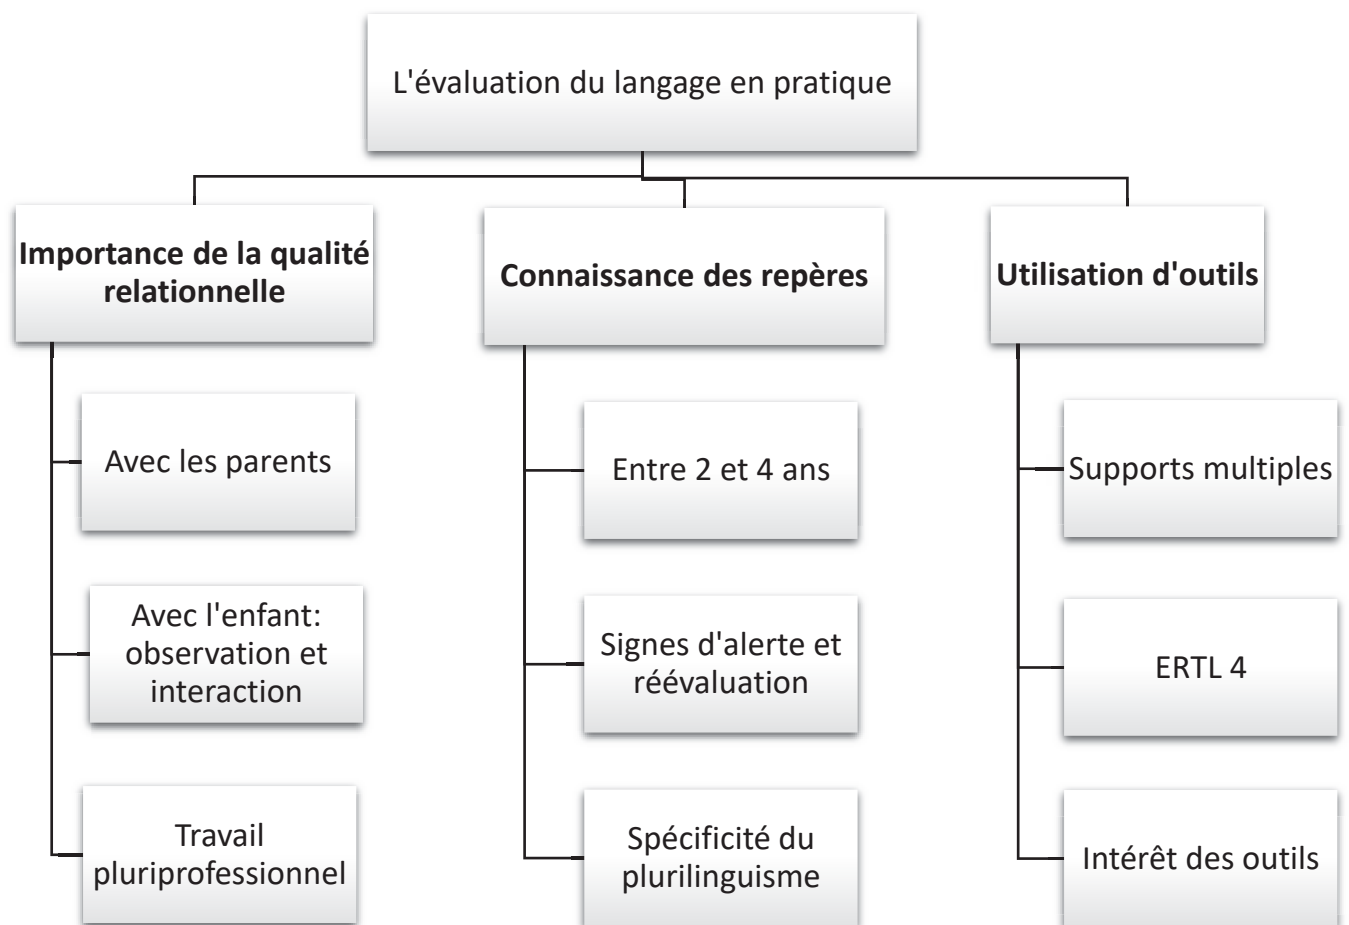 L'évaluation du langage en pratique
Importance de la qualité
relationnelle
Avec les parents
Avec l'enfant:
observation et
interaction
Travail
pluriprofessionnel
Connaissance des repères
Entre 2 et 4 ans
Signes d'alerte et
réévaluation
Spécificité du
plurilinguisme
Utilisation d'outils
Supports multiples
ERTL 4
Intérêt des outils